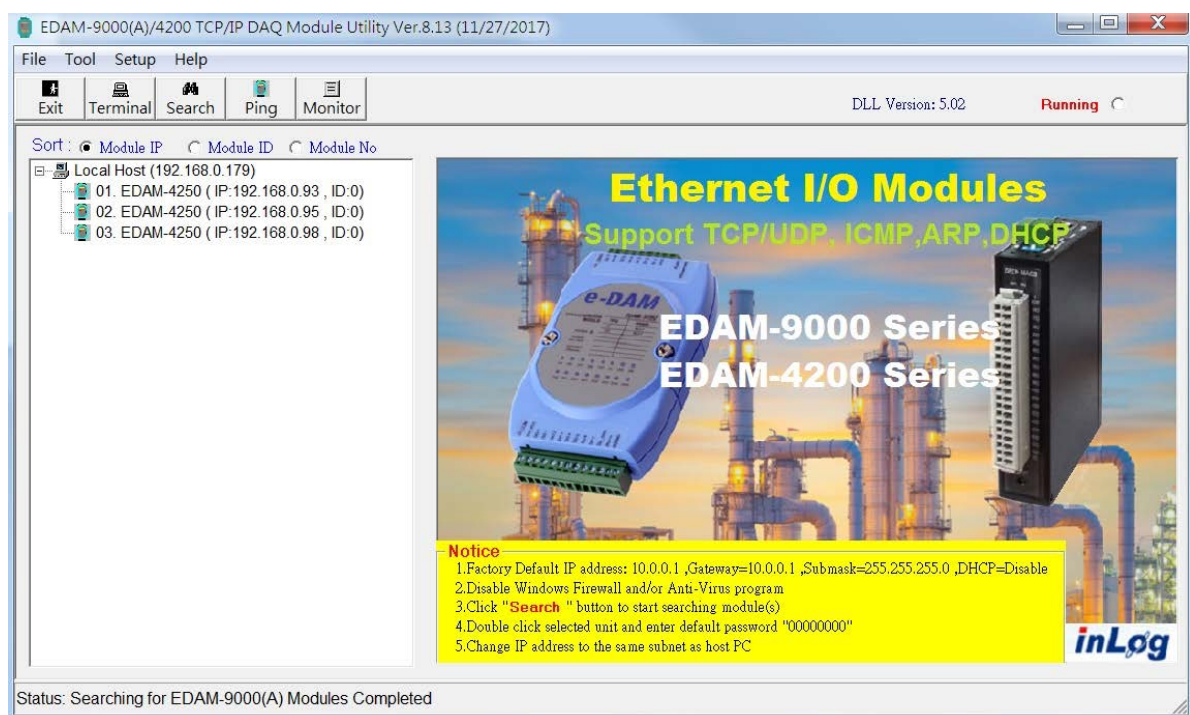 EDAM-9000(A)/4200 TCP/IP DAQ Module Utility Ver.8.13 (11/27/2017)
File Tool Setup Help
Exit Terminal Search Ping Monitor
DLL Version: 5.02 Running
Sort : Module IP Module ID Module No
Local Host (192.168.0.179)
01. EDAM-4250 ( IP:192.168.0.93 , ID:0)
02. EDAM-4250 ( IP:192.168.0.95 , ID:0)
03. EDAM-4250 ( IP:192.168.0.98 , ID:0)
Ethernet I/O Modules
Support TCP/UDP, ICMP,ARP,DHCP
e-DAM
EDAM-9000 Series
EDAM-4200 Series
Notice
1.Factory Default IP address: 10.0.0.1 ,Gateway=10.0.0.1 ,Submask=255.255.255.0 ,DHCP=Disable
2.Disable Windows Firewall and/or Anti-Virus program
3.Click "Search " button to start searching module(s)
4.Double click selected unit and enter default password "00000000"
5.Change IP address to the same subnet as host PC
inLog
Status: Searching for EDAM-9000(A) Modules Completed